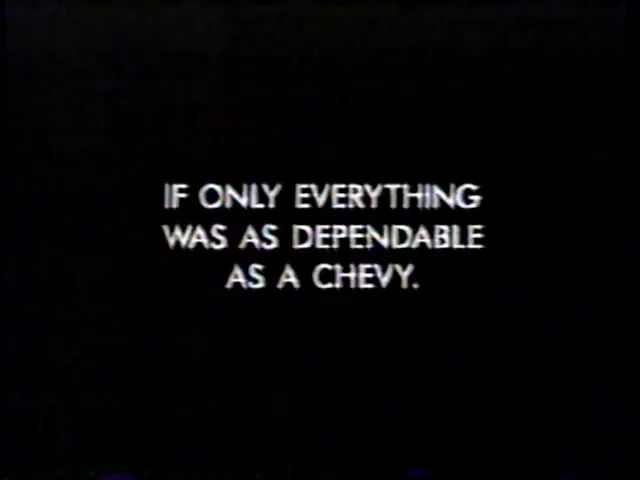 IF ONLY EVERYTHING
WAS AS DEPENDABLE
AS A CHEVY.